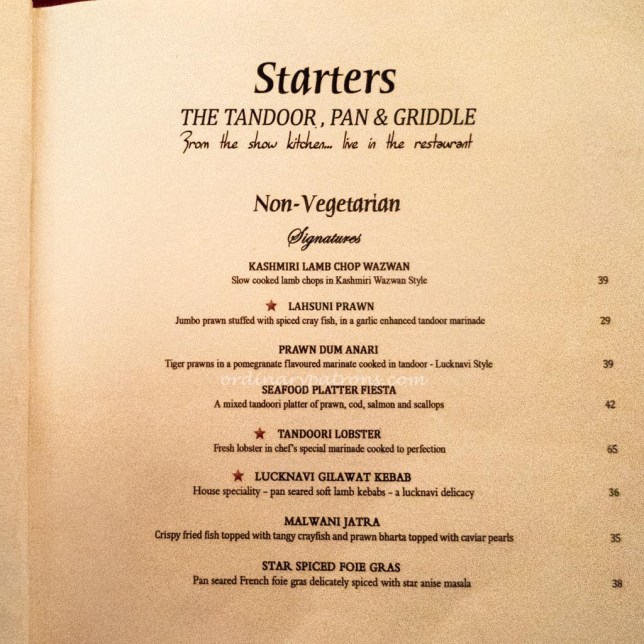 Starters
THE TANDOOR, PAN & GRIDDLE
From the show kitchen... live in the restaurant
Non-Vegetarian
Signatures
KASHMIRI LAMB CHOP WAZWAN
Slow cooked lamb chops in Kashmiri Wazwan Style 39
★ LAHSUNI PRAWN
Jumbo prawn stuffed with spiced cray fish, in a garlic enhanced tandoor marinade 29
PRAWN DUM ANARI
Tiger prawns in a pomegranate flavoured marinate cooked in tandoor - Lucknavi Style 39
ordinarypatrons.com
SEAFOOD PLATTER FIESTA
A mixed tandoori platter of prawn, cod, salmon and scallops 42
★ TANDOORI LOBSTER
Fresh lobster in chef's special marinade cooked to perfection 65
★ LUCKNAVI GILAWAT KEBAB
House speciality – pan seared soft lamb kebabs – a lucknavi delicacy 36
MALWANI JATRA
Crispy fried fish topped with tangy crayfish and prawn bharta topped with caviar pearls 35
STAR SPICED FOIE GRAS
Pan seared French foie gras delicately spiced with star anise masala 38